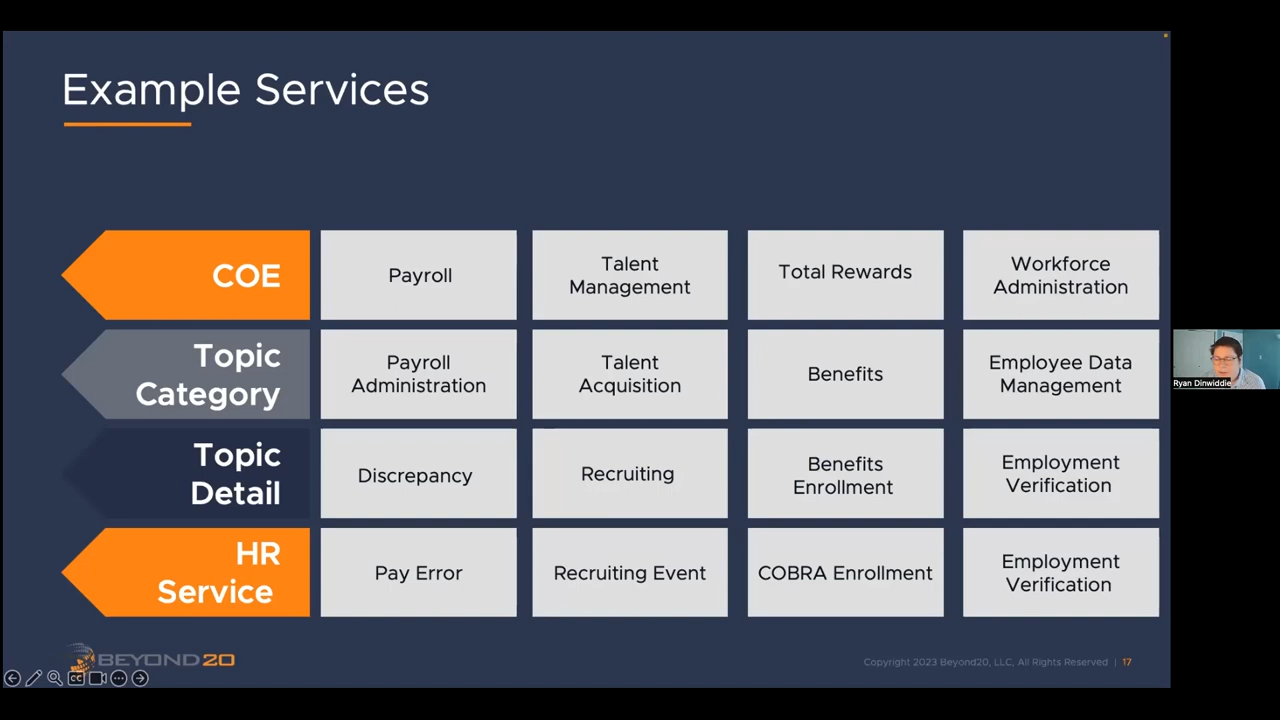 Example Services
COE
Payroll
Talent
Management
Total Rewards
Workforce
Administration
Topic
Category
Payroll
Administration
Talent
Acquisition
Benefits
Employee Data
Management
Topic
Detail
Discrepancy
Recruiting
Benefits
Enrollment
Employment
Verification
HR
Service
Pay Error
Recruiting Event
COBRA Enrollment
Employment
Verification
BEYOND20
CC
Copyright 2023 Beyond20, LLC, All Rights Reserved | 17
Ryan Dinwiddie